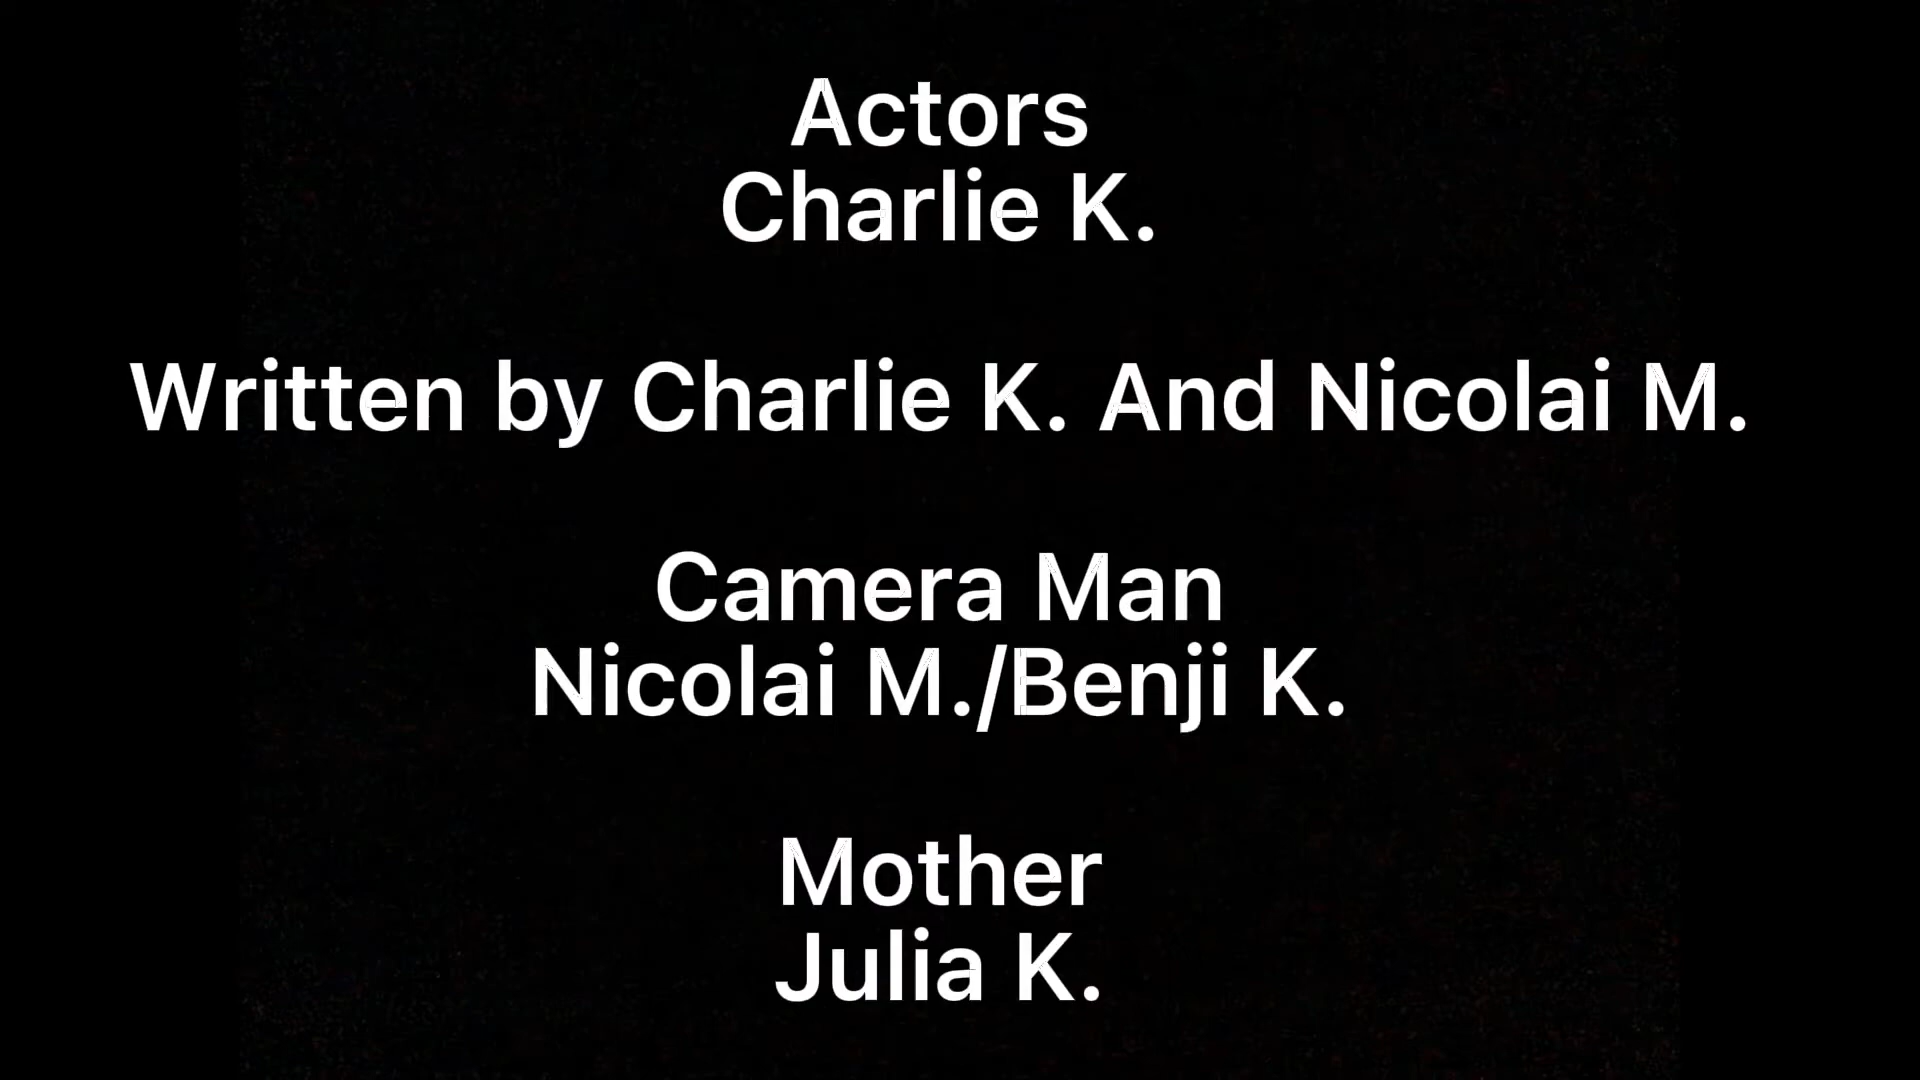 Actors
Charlie K.
Written by Charlie K. And Nicolai M.
Camera Man
Nicolai M./Benji K.
Mother
Julia K.